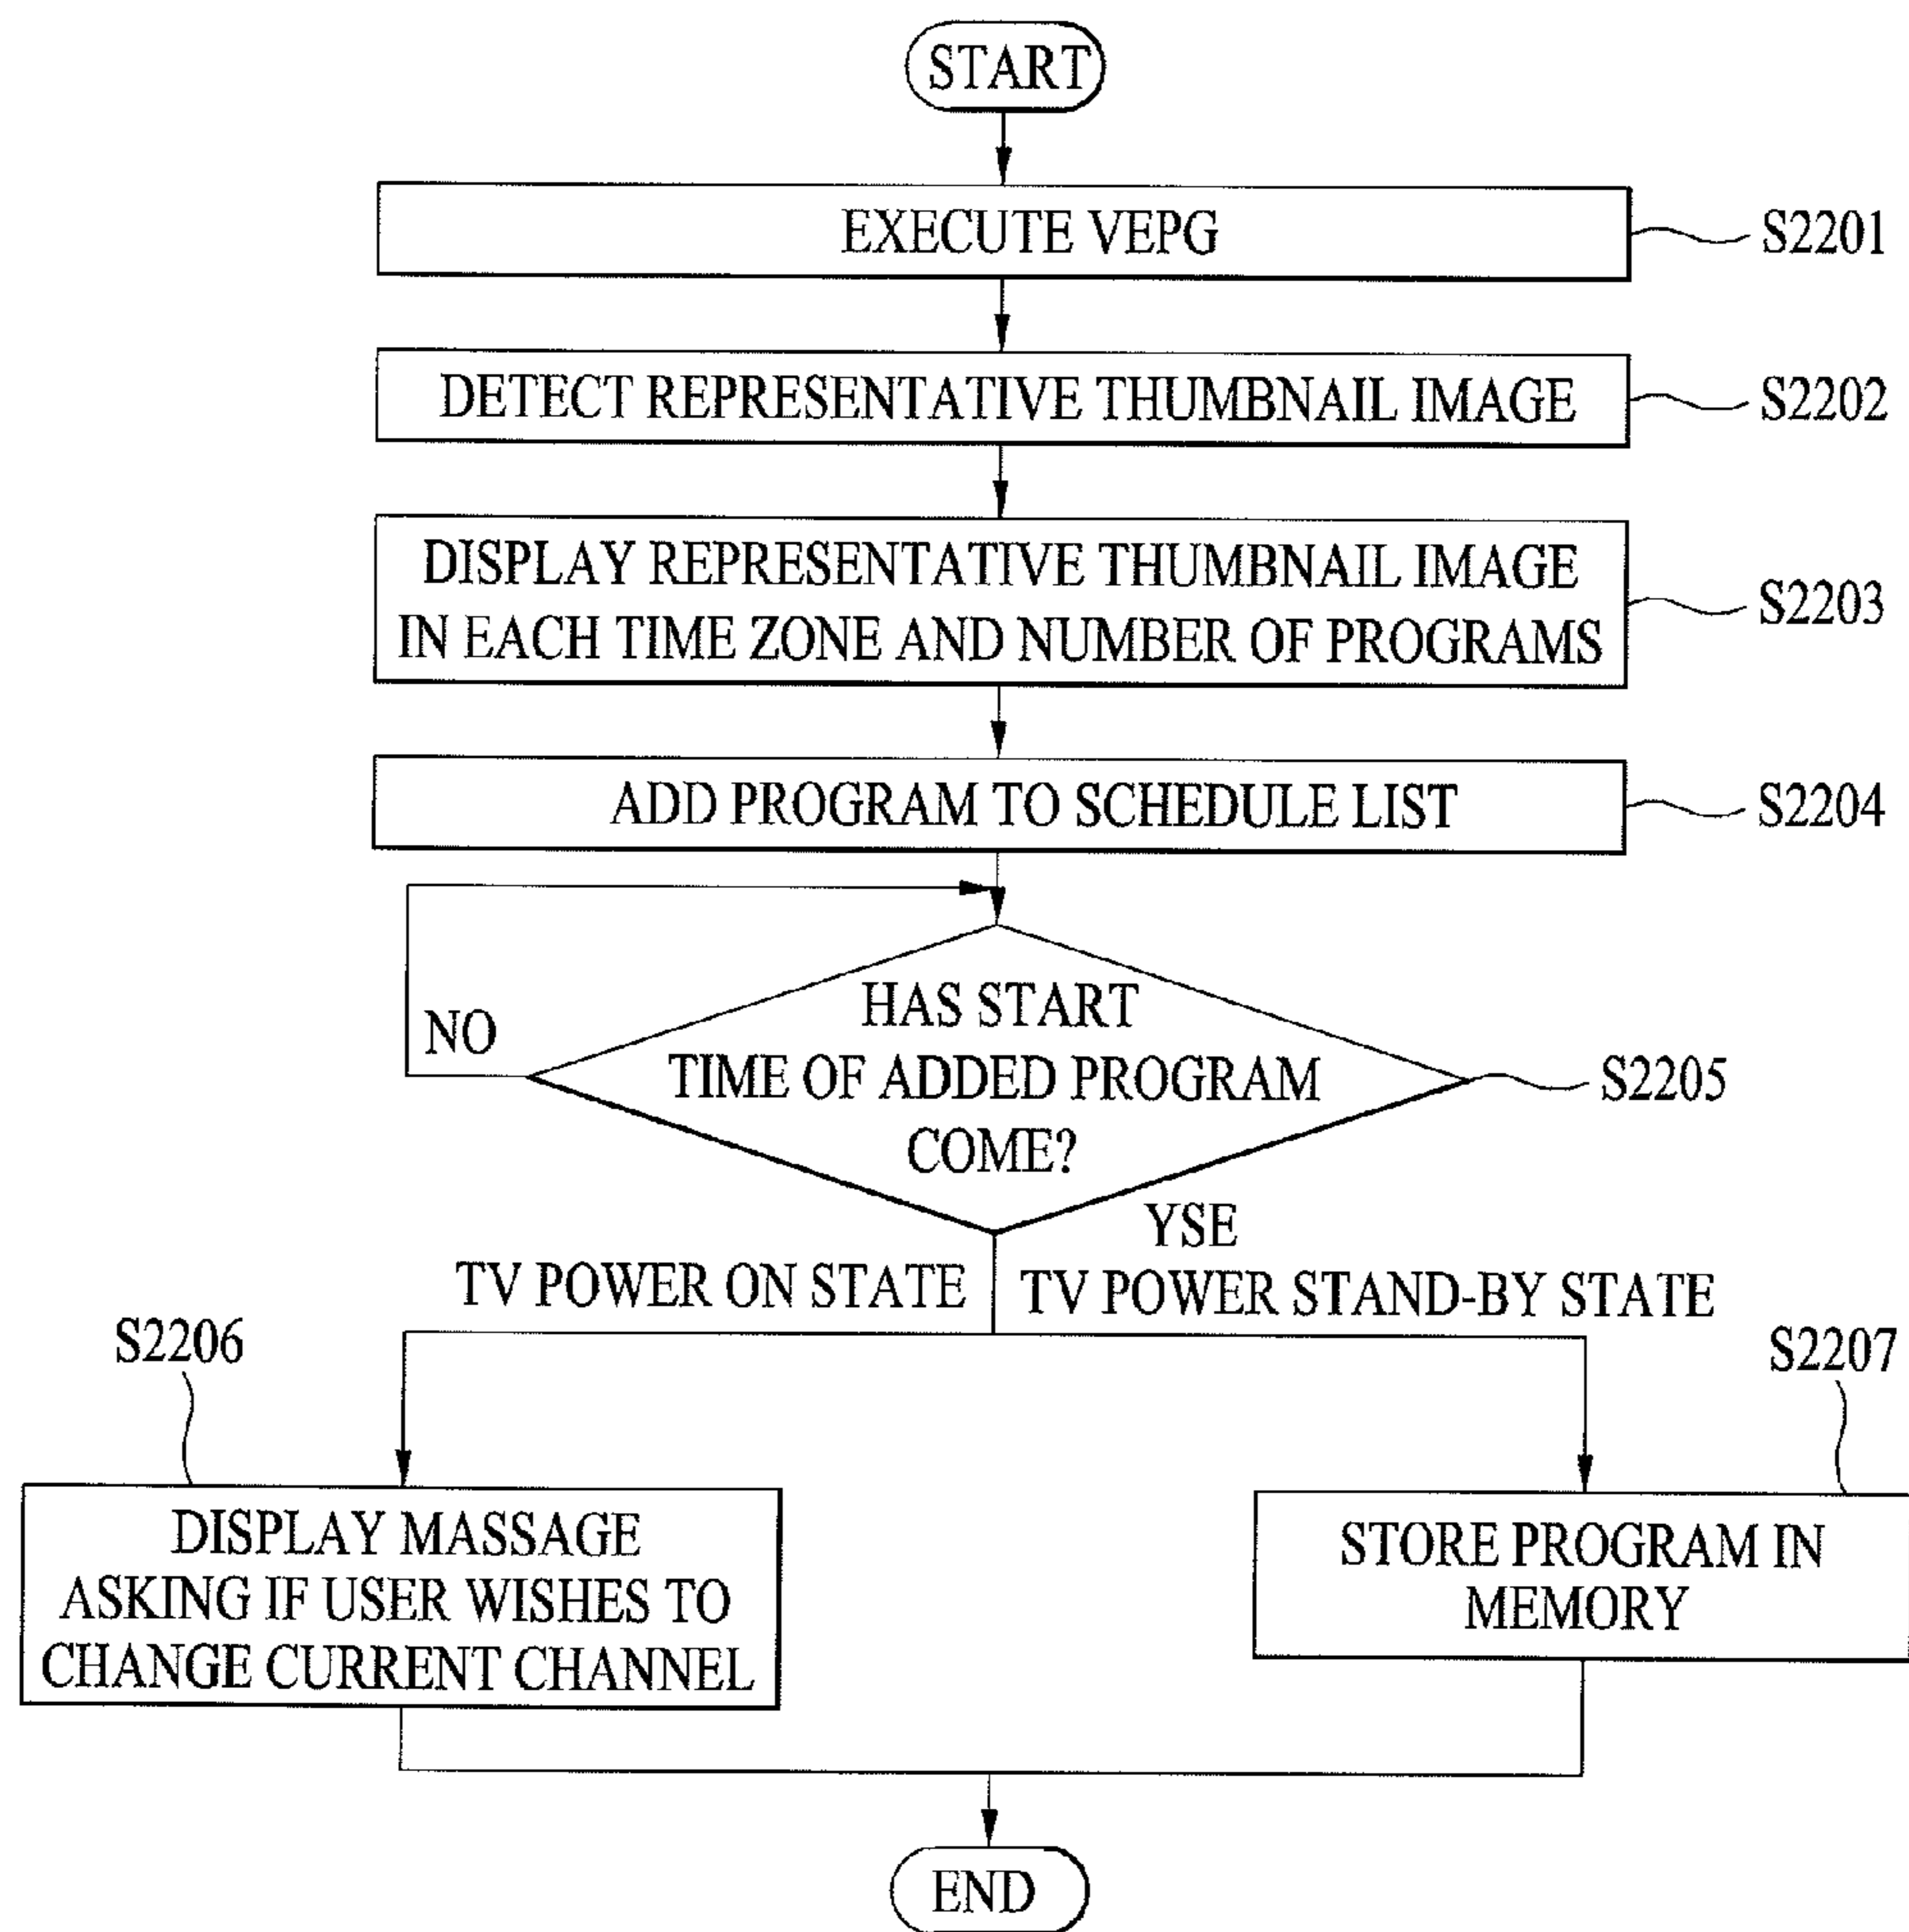 START
EXECUTE VEPG
S2201
DETECT REPRESENTATIVE THUMBNAIL IMAGE
S2202
DISPLAY REPRESENTATIVE THUMBNAIL IMAGE
IN EACH TIME ZONE AND NUMBER OF PROGRAMS
S2203
ADD PROGRAM TO SCHEDULE LIST
S2204
HAS START
TIME OF ADDED PROGRAM
COME?
NO
S2205
YSE
TV POWER ON STATE
TV POWER STAND-BY STATE
S2206
S2207
DISPLAY MASSAGE
ASKING IF USER WISHES TO
CHANGE CURRENT CHANNEL
STORE PROGRAM IN
MEMORY
END